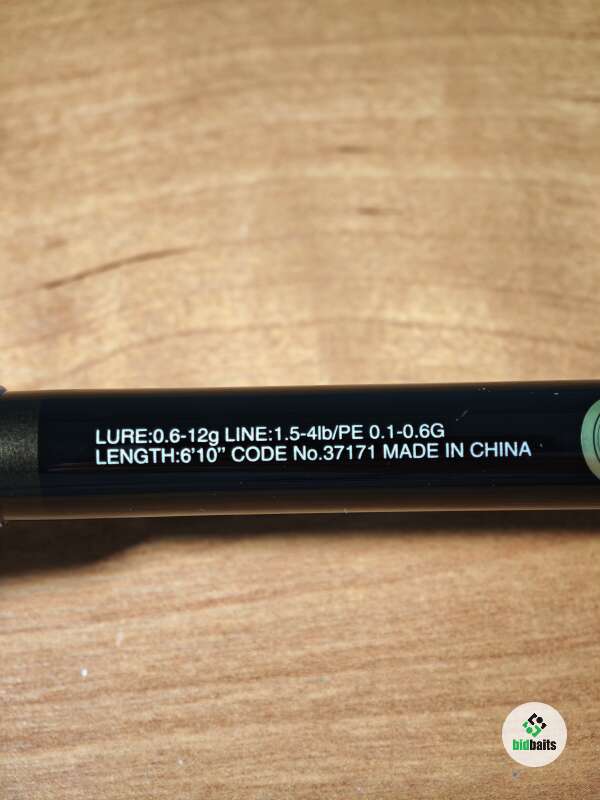 LURE:0.6-12g LINE:1.5-4lb/PE 0.1-0.6G
LENGTH:6'10" CODE No.37171 MADE IN CHINA
bidbaits